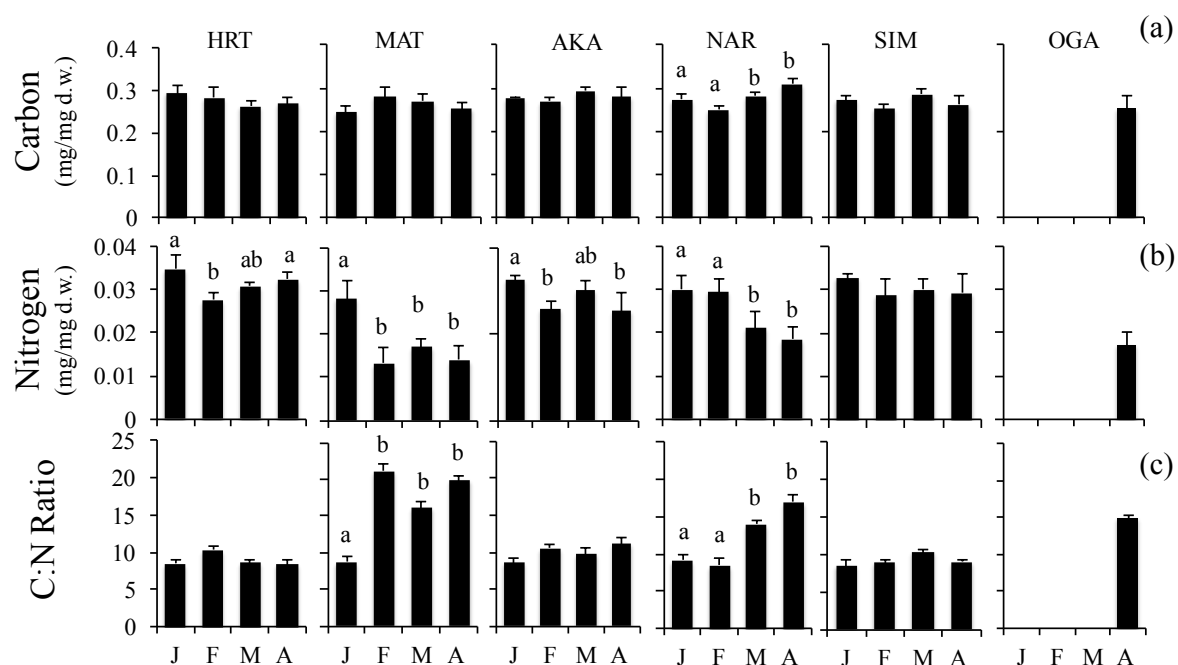 HRT MAT AKA NAR SIM OGA (a)
Carbon
(mg/mg d.w.)
0.4
0.3
0.2
0.1
0
a a b b
Nitrogen
(mg/mg d.w.)
(b)
0.04
0.03
0.02
0.01
0
a b ab a
a b b b
a b ab b
a a b b
C:N Ratio
(c)
25
20
15
10
5
0
a b b b
a a b b
J F M A J F M A J F M A J F M A J F M A J F M A